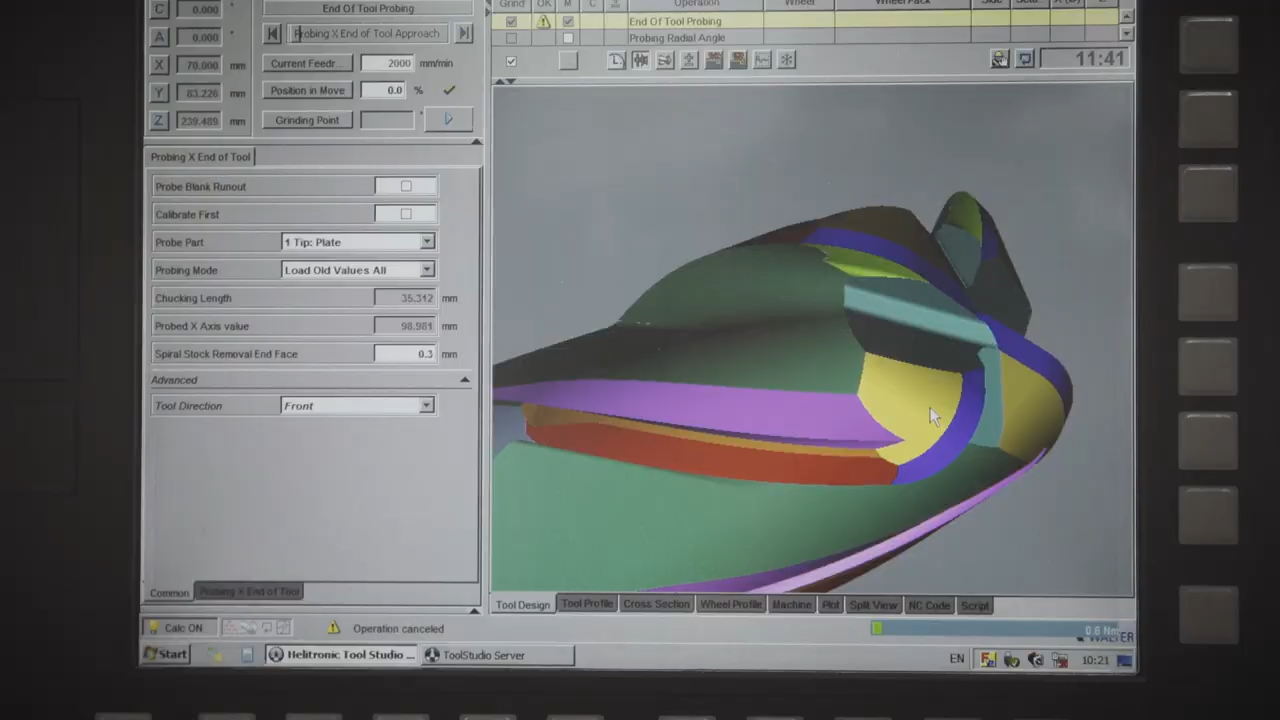 C 0.000 °
End Of Tool Probing
Grind OK M C Operation Wheel WheelPack Side
End Of Tool Probing
A 0.000 °
Probing X End of Tool Approach
Probing Radial Angle
X 70.000 mm
Current Feedr... 2000 mm/min
11:41
Y 83.226 mm
Position in Move 0.0 %
Z 239.489 mm
Grinding Point °
Probing X End of Tool
Probe Blank Runout
Calibrate First
Probe Part 1 Tip: Plate
Probing Mode Load Old Values All
Chucking Length 35.312 mm
Probed X Axis value 98.981 mm
Spiral Stock Removal End Face 0.3 mm
Advanced
Tool Direction Front
Common Probing X End of Tool
Tool Design Tool Profile Cross Section Wheel Profile Machine Plot Split View NC Code Script
Calc ON Operation canceled 0.6 Nm
WALTER
Start Helitronic Tool Studio ... ToolStudio Server EN 10:21